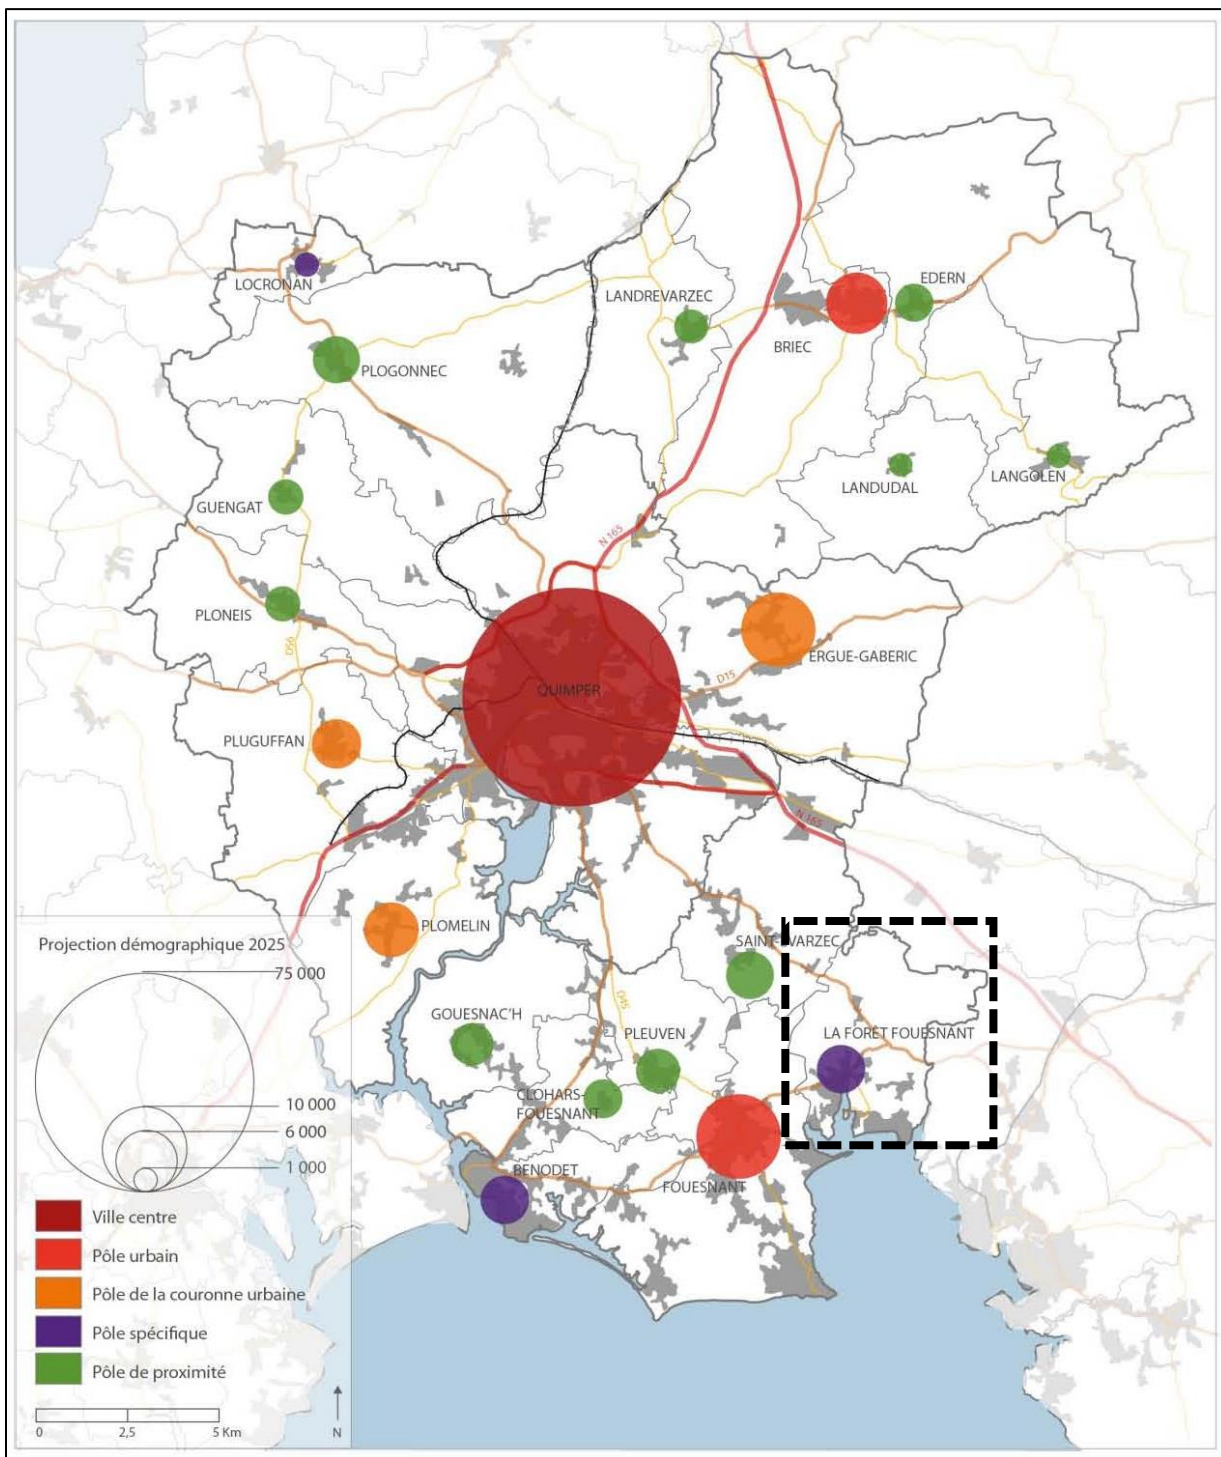 LOCRONAN
LANDREVARZEC
EDERN
BRIEC
PLOGONNEC
GUENGAT
LANDUDAL
LANGOLEN
N 165
PLONEIS
D56
ERGUE-GABERIC
D15
QUIMPER
PLUGUFFAN
N 165
PLOMELIN
SAINT-EVARZEC
D45
GOUESNAC'H
PLEUVEN
LA FORÊT FOUESNANT
CLOHARS-
FOUESNANT
BENODET
FOUESNANT
Projection démographique 2025
75 000
10 000
6 000
1 000
Ville centre
Pôle urbain
Pôle de la couronne urbaine
Pôle spécifique
Pôle de proximité
0
2,5
5 Km
N